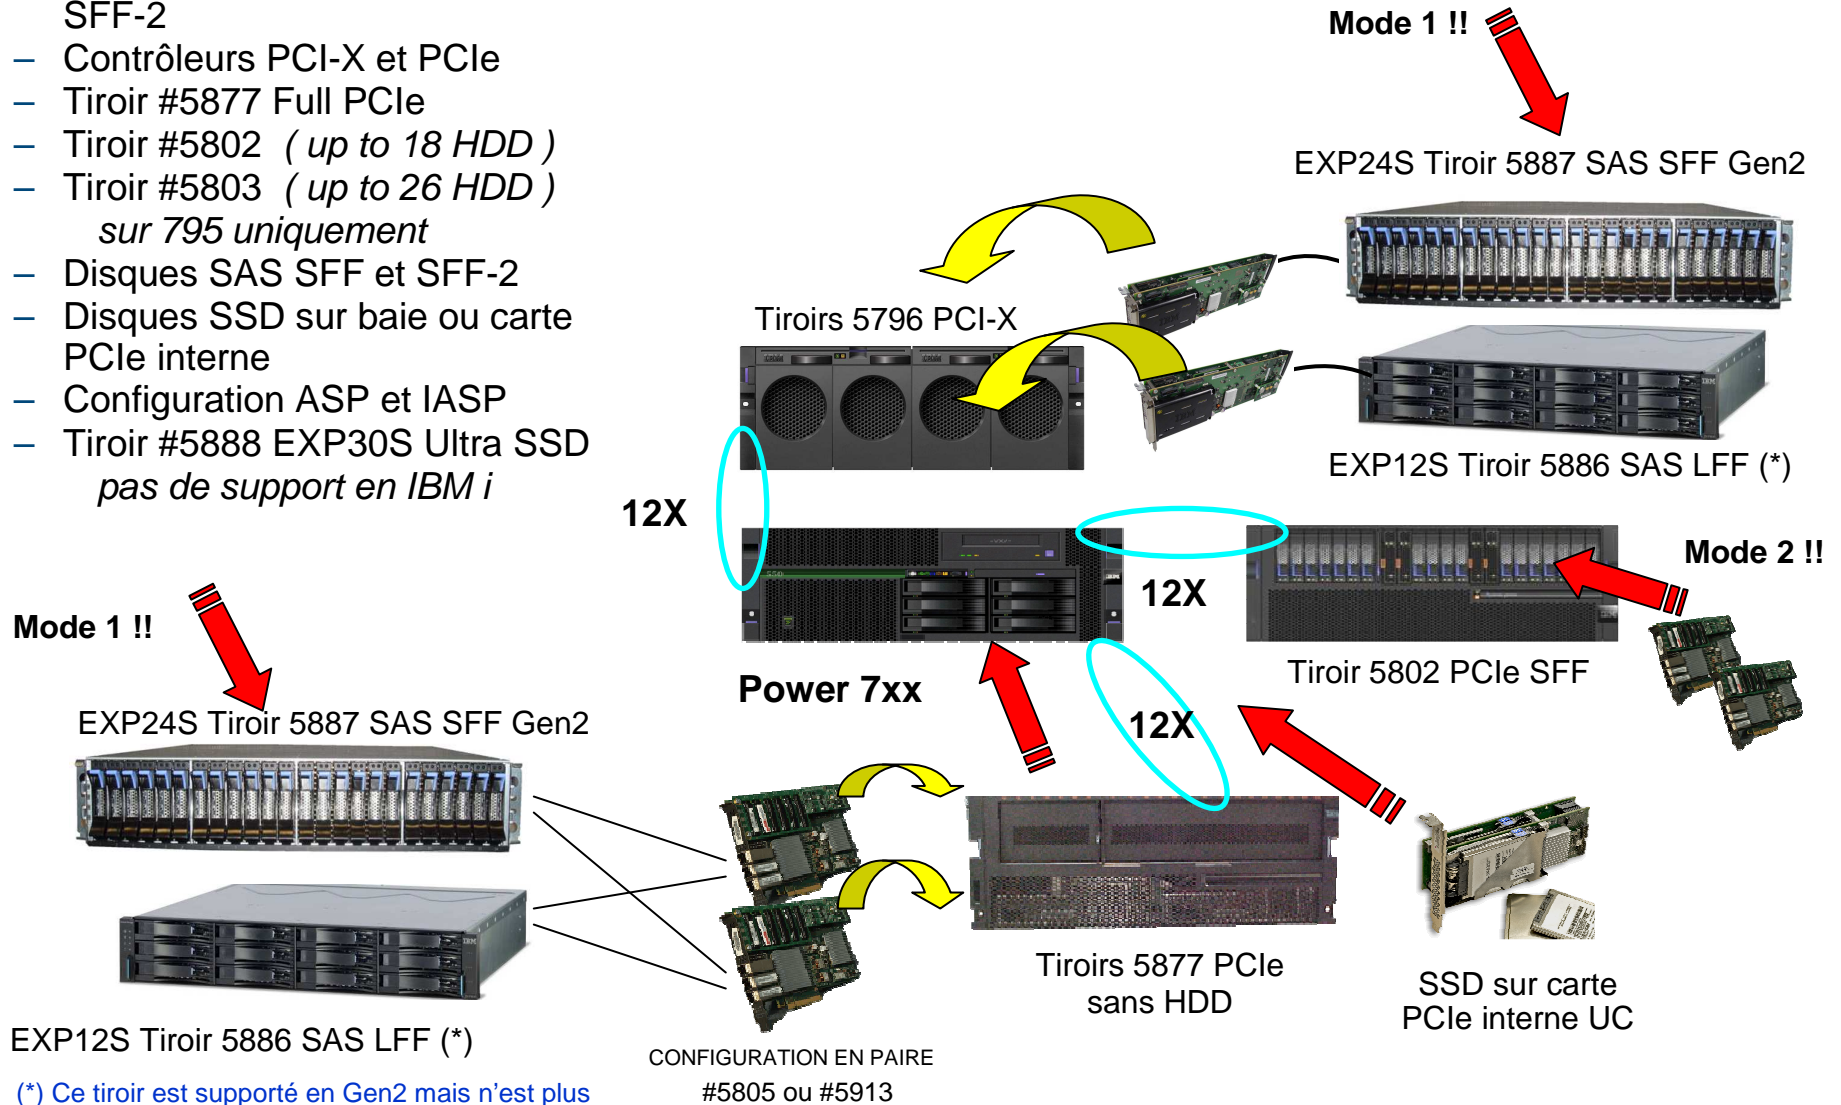 SFF-2
– Contrôleurs PCI-X et PCIe
– Tiroir #5877 Full PCIe
– Tiroir #5802 ( up to 18 HDD )
– Tiroir #5803 ( up to 26 HDD )
sur 795 uniquement
– Disques SAS SFF et SFF-2
– Disques SSD sur baie ou carte
PCIe interne
– Configuration ASP et IASP
– Tiroir #5888 EXP30S Ultra SSD
pas de support en IBM i
Mode 1 !!
EXP24S Tiroir 5887 SAS SFF Gen2
Tiroirs 5796 PCI-X
EXP12S Tiroir 5886 SAS LFF (*)
12X
12X
Mode 2 !!
Tiroir 5802 PCIe SFF
Power 7xx
12X
Mode 1 !!
EXP24S Tiroir 5887 SAS SFF Gen2
EXP12S Tiroir 5886 SAS LFF (*)
Tiroirs 5877 PCIe
sans HDD
SSD sur carte
PCIe interne UC
CONFIGURATION EN PAIRE
#5805 ou #5913
(*) Ce tiroir est supporté en Gen2 mais n’est plus